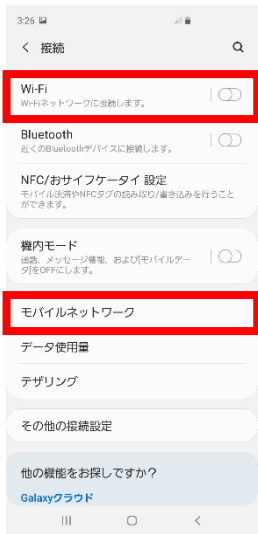 3:26
接続
Wi-Fi
Wi-Fiネットワークに接続します。
Bluetooth
近くのBluetoothデバイスに接続します。
NFC/おサイフケータイ 設定
モバイル決済やNFCタグの読み取り/書き込みを行うこと
ができます。
機内モード
通話、メッセージ機能、および[モバイルデー
タ]をOFFにします。
モバイルネットワーク
データ使用量
テザリング
その他の接続設定
他の機能をお探しですか？
Galaxyクラウド